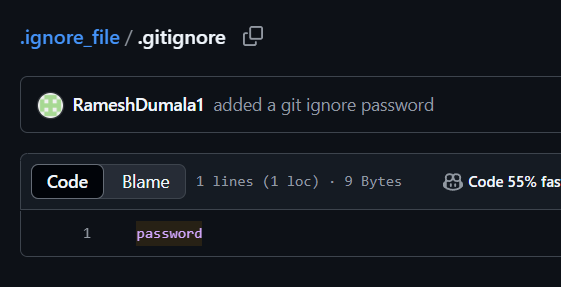 .ignore_file / .gitignore
RameshDumala1 added a git ignore password
Code Blame 1 lines (1 loc) · 9 Bytes Code 55% fas
1 password